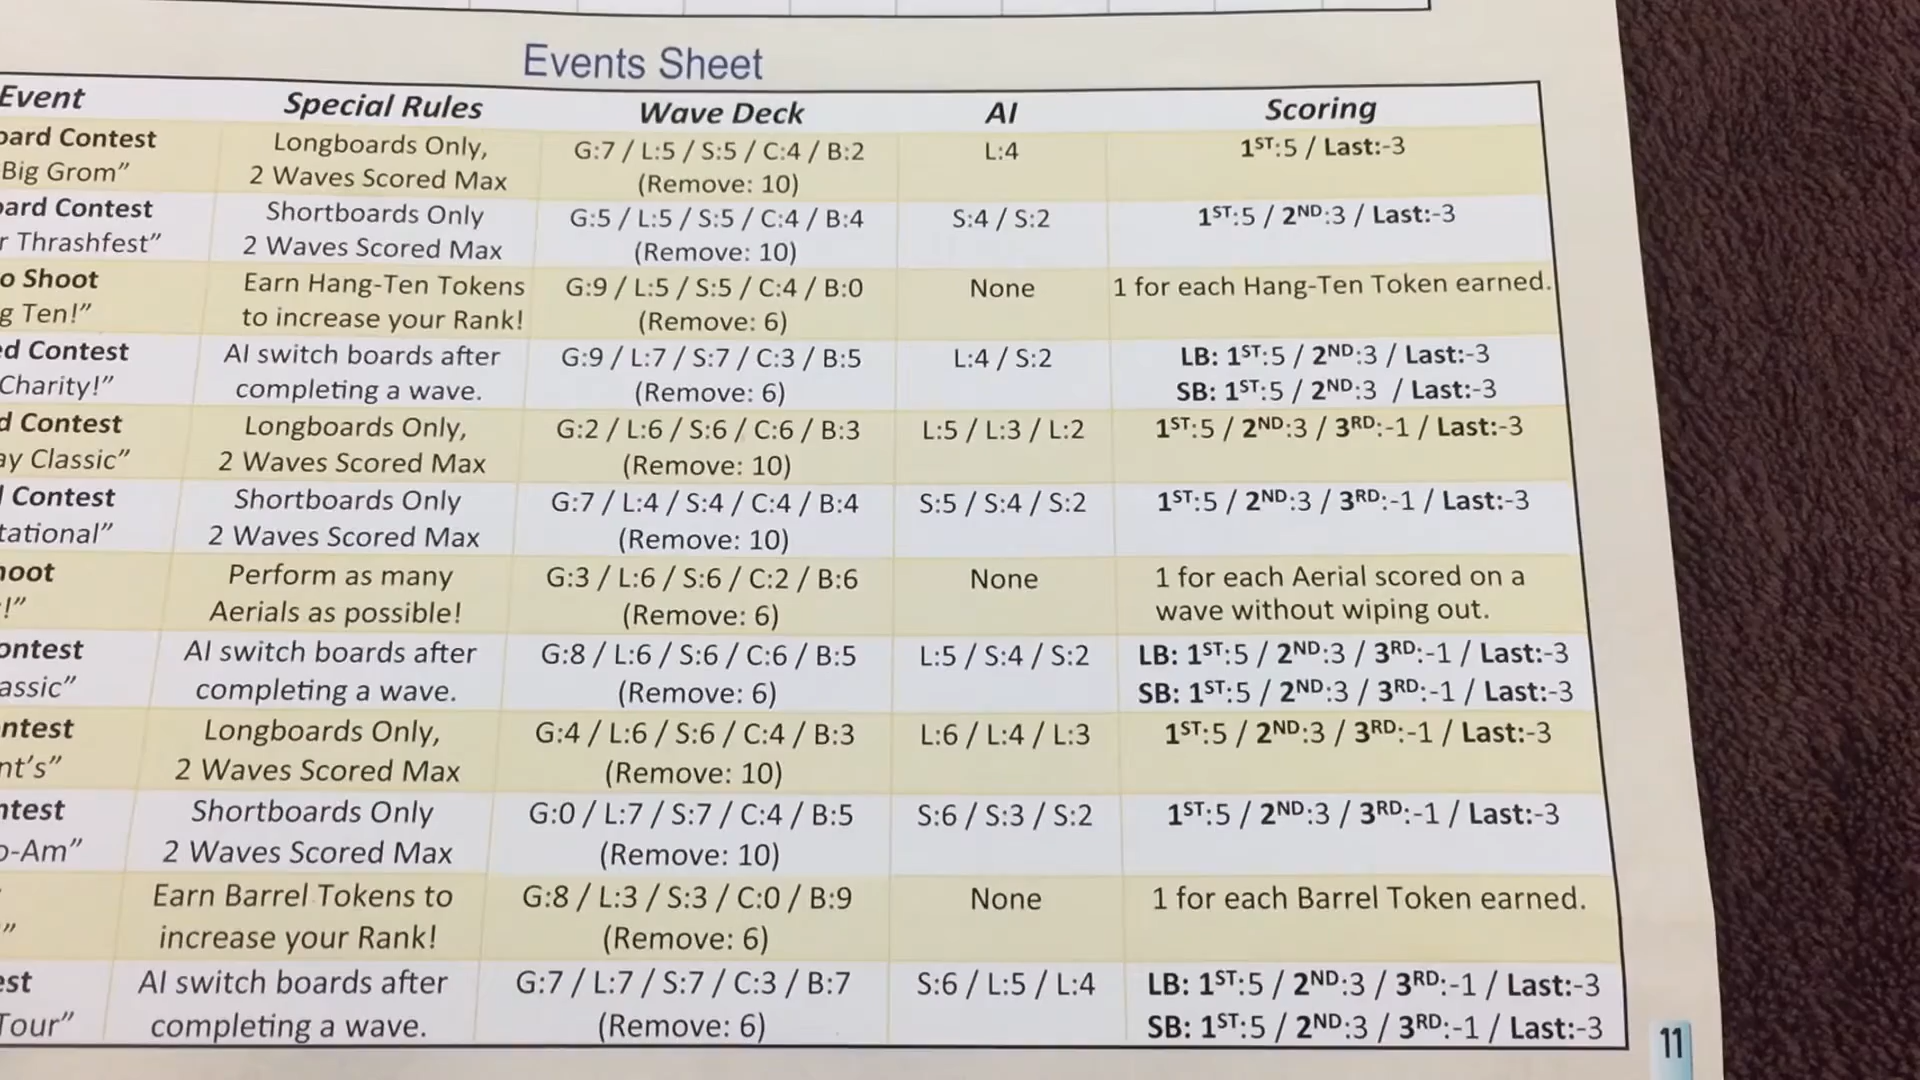 Events Sheet
Event Special Rules Wave Deck AI Scoring
oard Contest Longboards Only, G:7 / L:5 / S:5 / C:4 / B:2 L:4 1ST:5 / Last:-3
Big Grom” 2 Waves Scored Max (Remove: 10)
oard Contest Shortboards Only G:5 / L:5 / S:5 / C:4 / B:4 S:4 / S:2 1ST:5 / 2ND:3 / Last:-3
r Thrashfest” 2 Waves Scored Max (Remove: 10)
o Shoot Earn Hang-Ten Tokens G:9 / L:5 / S:5 / C:4 / B:0 None 1 for each Hang-Ten Token earned.
g Ten!” to increase your Rank! (Remove: 6)
ed Contest AI switch boards after G:9 / L:7 / S:7 / C:3 / B:5 L:4 / S:2 LB: 1ST:5 / 2ND:3 / Last:-3
Charity!” completing a wave. (Remove: 6) SB: 1ST:5 / 2ND:3 / Last:-3
d Contest Longboards Only, G:2 / L:6 / S:6 / C:6 / B:3 L:5 / L:3 / L:2 1ST:5 / 2ND:3 / 3RD:-1 / Last:-3
ay Classic” 2 Waves Scored Max (Remove: 10)
l Contest Shortboards Only G:7 / L:4 / S:4 / C:4 / B:4 S:5 / S:4 / S:2 1ST:5 / 2ND:3 / 3RD:-1 / Last:-3
tational” 2 Waves Scored Max (Remove: 10)
hoot Perform as many G:3 / L:6 / S:6 / C:2 / B:6 None 1 for each Aerial scored on a
!” Aerials as possible! (Remove: 6) wave without wiping out.
ontest AI switch boards after G:8 / L:6 / S:6 / C:6 / B:5 L:5 / S:4 / S:2 LB: 1ST:5 / 2ND:3 / 3RD:-1 / Last:-3
assic” completing a wave. (Remove: 6) SB: 1ST:5 / 2ND:3 / 3RD:-1 / Last:-3
ntest Longboards Only, G:4 / L:6 / S:6 / C:4 / B:3 L:6 / L:4 / L:3 1ST:5 / 2ND:3 / 3RD:-1 / Last:-3
nt’s” 2 Waves Scored Max (Remove: 10)
ntest Shortboards Only G:0 / L:7 / S:7 / C:4 / B:5 S:6 / S:3 / S:2 1ST:5 / 2ND:3 / 3RD:-1 / Last:-3
o-Am” 2 Waves Scored Max (Remove: 10)
Earn Barrel Tokens to G:8 / L:3 / S:3 / C:0 / B:9 None 1 for each Barrel Token earned.
” increase your Rank! (Remove: 6)
est AI switch boards after G:7 / L:7 / S:7 / C:3 / B:7 S:6 / L:5 / L:4 LB: 1ST:5 / 2ND:3 / 3RD:-1 / Last:-3
Tour” completing a wave. (Remove: 6) SB: 1ST:5 / 2ND:3 / 3RD:-1 / Last:-3
11